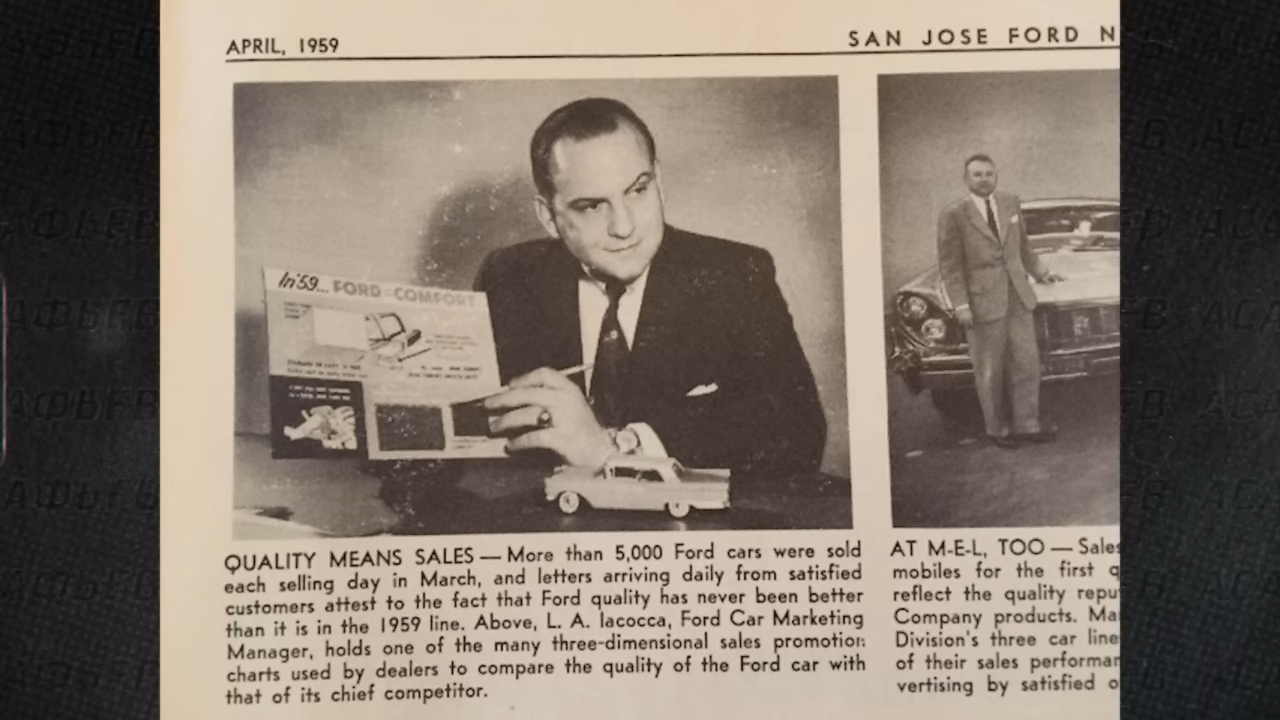 APRIL, 1959
SAN JOSE FORD N
In '59... FORD COMFORT
QUALITY MEANS SALES — More than 5,000 Ford cars were sold
each selling day in March, and letters arriving daily from satisfied
customers attest to the fact that Ford quality has never been better
than it is in the 1959 line. Above, L. A. Iacocca, Ford Car Marketing
Manager, holds one of the many three-dimensional sales promotion
charts used by dealers to compare the quality of the Ford car with
that of its chief competitor.
AT M-E-L, TOO — Sales
mobiles for the first q
reflect the quality repu
Company products. Ma
Division's three car line
of their sales performan
vertising by satisfied o